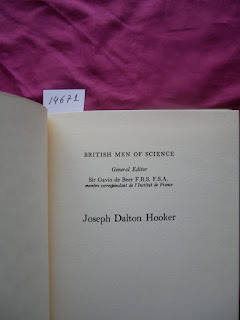 14671
BRITISH MEN OF SCIENCE
General Editor
Sir Gavin de Beer F.R.S. F.S.A.
membre correspondant de l'Institut de France
Joseph Dalton Hooker